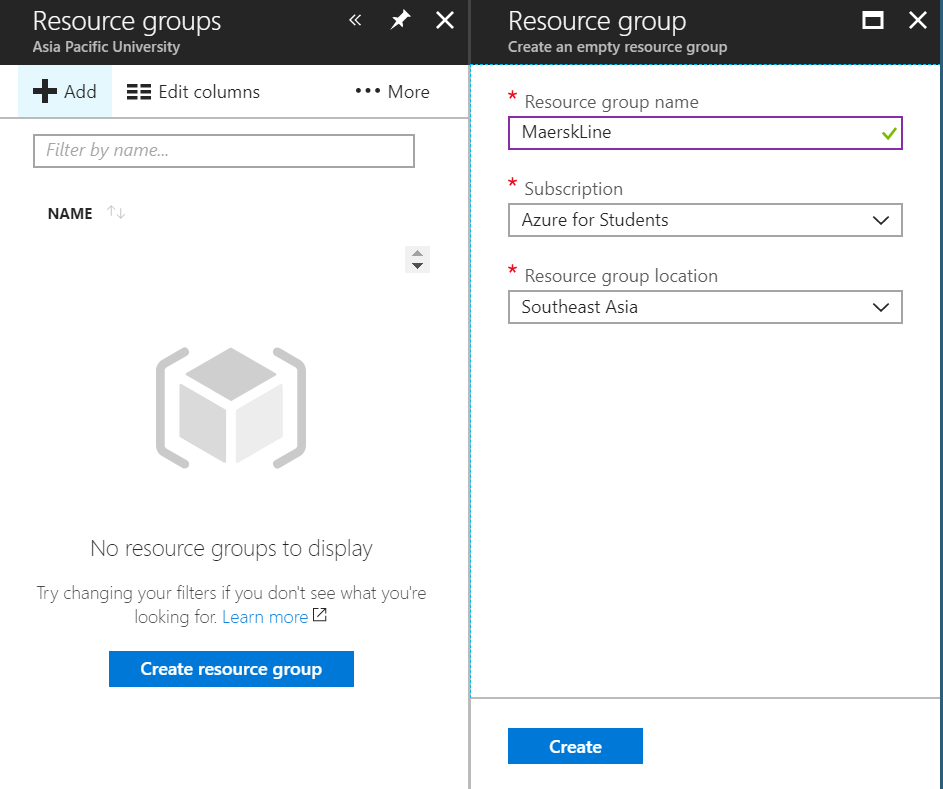 Resource groups
Asia Pacific University
Add
Edit columns
More
Filter by name...
NAME
No resource groups to display
Try changing your filters if you don't see what you're
looking for. Learn more
Create resource group
Resource group
Create an empty resource group
* Resource group name
MaerskLine
* Subscription
Azure for Students
* Resource group location
Southeast Asia
Create